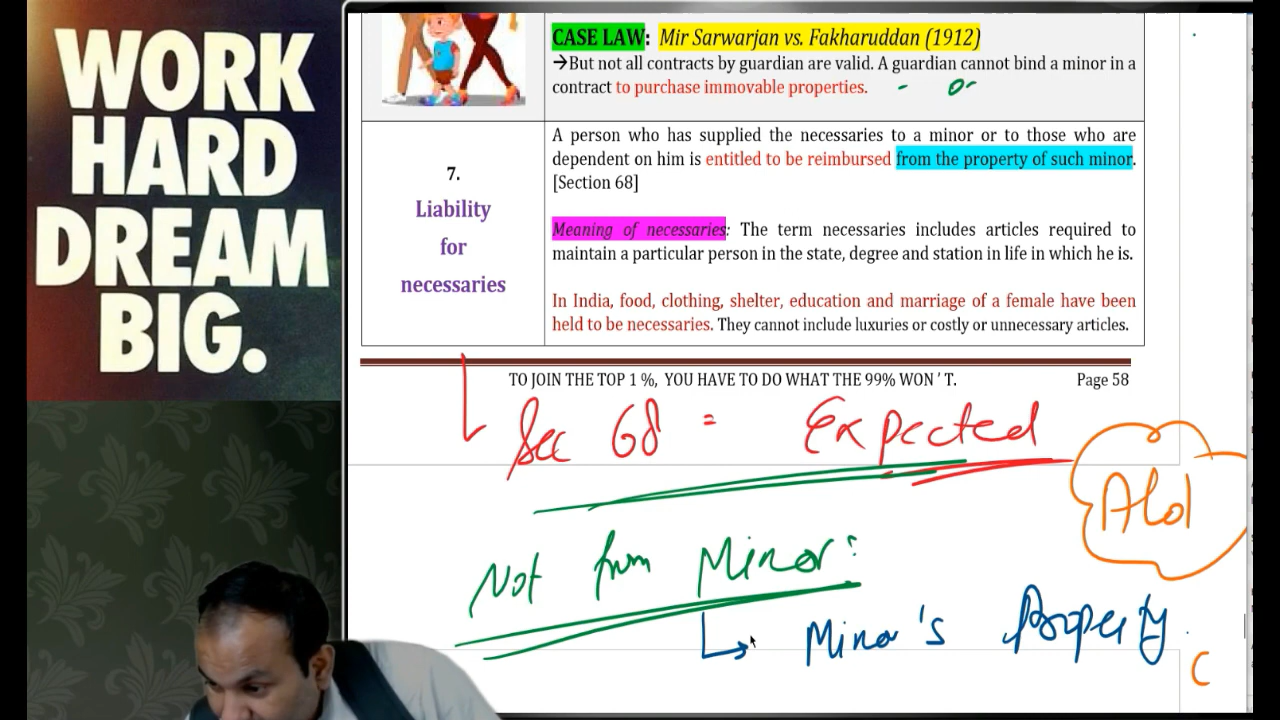 WORK
HARD
DREAM
BIG.
CASE LAW: Mir Sarwarjan vs. Fakharuddan (1912)
→But not all contracts by guardian are valid. A guardian cannot bind a minor in a
contract to purchase immovable properties.
7.
Liability
for
necessaries
A person who has supplied the necessaries to a minor or to those who are
dependent on him is entitled to be reimbursed from the property of such minor.
[Section 68]
Meaning of necessaries: The term necessaries includes articles required to
maintain a particular person in the state, degree and station in life in which he is.
In India, food, clothing, shelter, education and marriage of a female have been
held to be necessaries. They cannot include luxuries or costly or unnecessary articles.
TO JOIN THE TOP 1 %, YOU HAVE TO DO WHAT THE 99% WON ' T.
Page 58
Sec 68 = Expected
Not from Minor:
Minor's Property